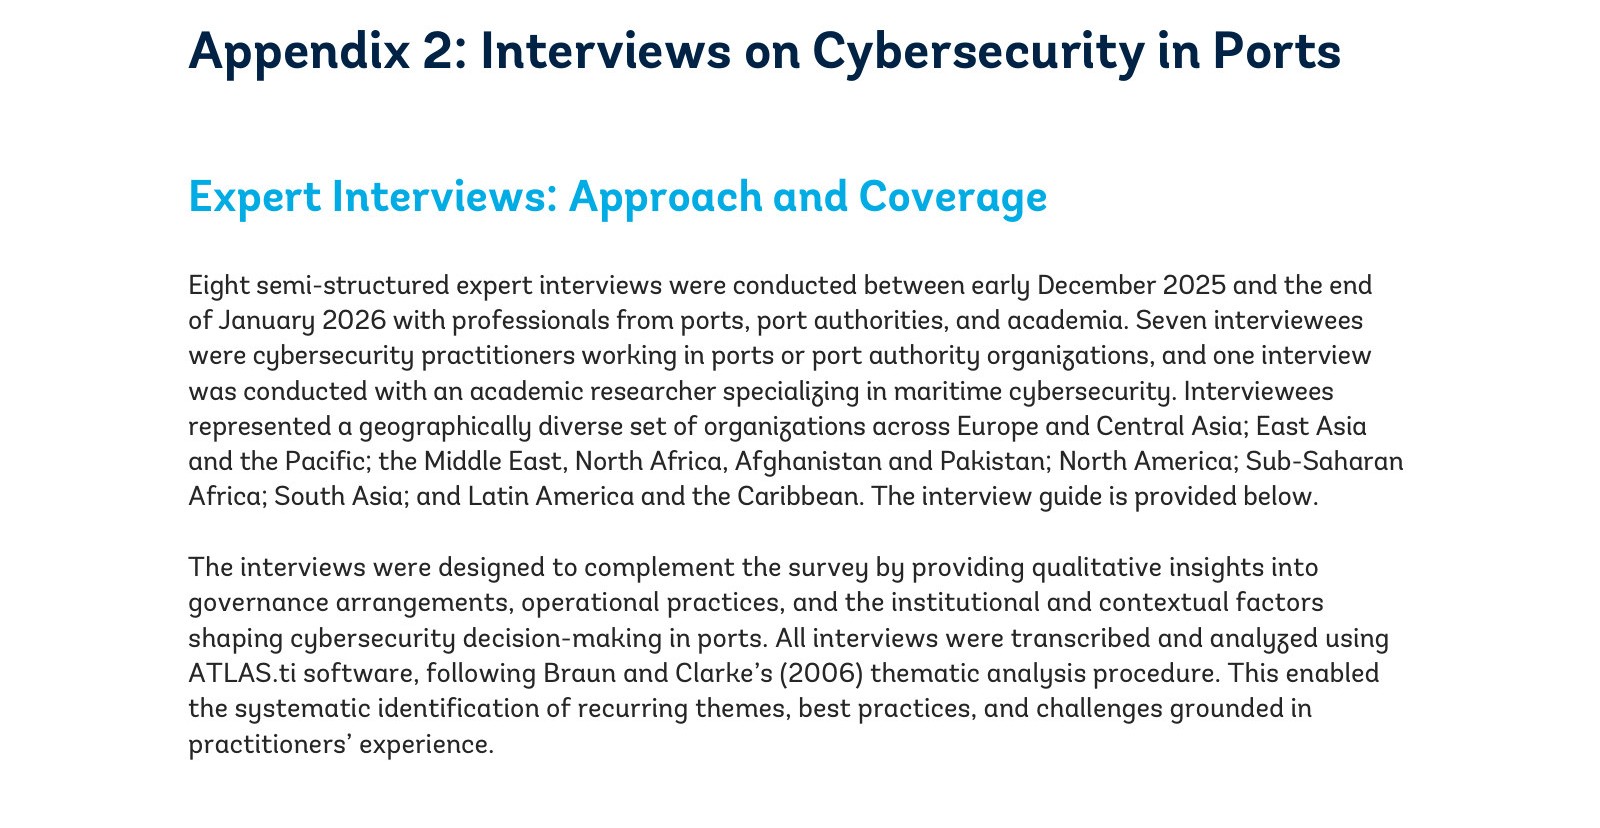 Appendix 2: Interviews on Cybersecurity in Ports
Expert Interviews: Approach and Coverage
Eight semi-structured expert interviews were conducted between early December 2025 and the end
of January 2026 with professionals from ports, port authorities, and academia. Seven interviewees
were cybersecurity practitioners working in ports or port authority organizations, and one interview
was conducted with an academic researcher specializing in maritime cybersecurity. Interviewees
represented a geographically diverse set of organizations across Europe and Central Asia; East Asia
and the Pacific; the Middle East, North Africa, Afghanistan and Pakistan; North America; Sub-Saharan
Africa; South Asia; and Latin America and the Caribbean. The interview guide is provided below.
The interviews were designed to complement the survey by providing qualitative insights into
governance arrangements, operational practices, and the institutional and contextual factors
shaping cybersecurity decision-making in ports. All interviews were transcribed and analyzed using
ATLAS.ti software, following Braun and Clarke’s (2006) thematic analysis procedure. This enabled
the systematic identification of recurring themes, best practices, and challenges grounded in
practitioners’ experience.